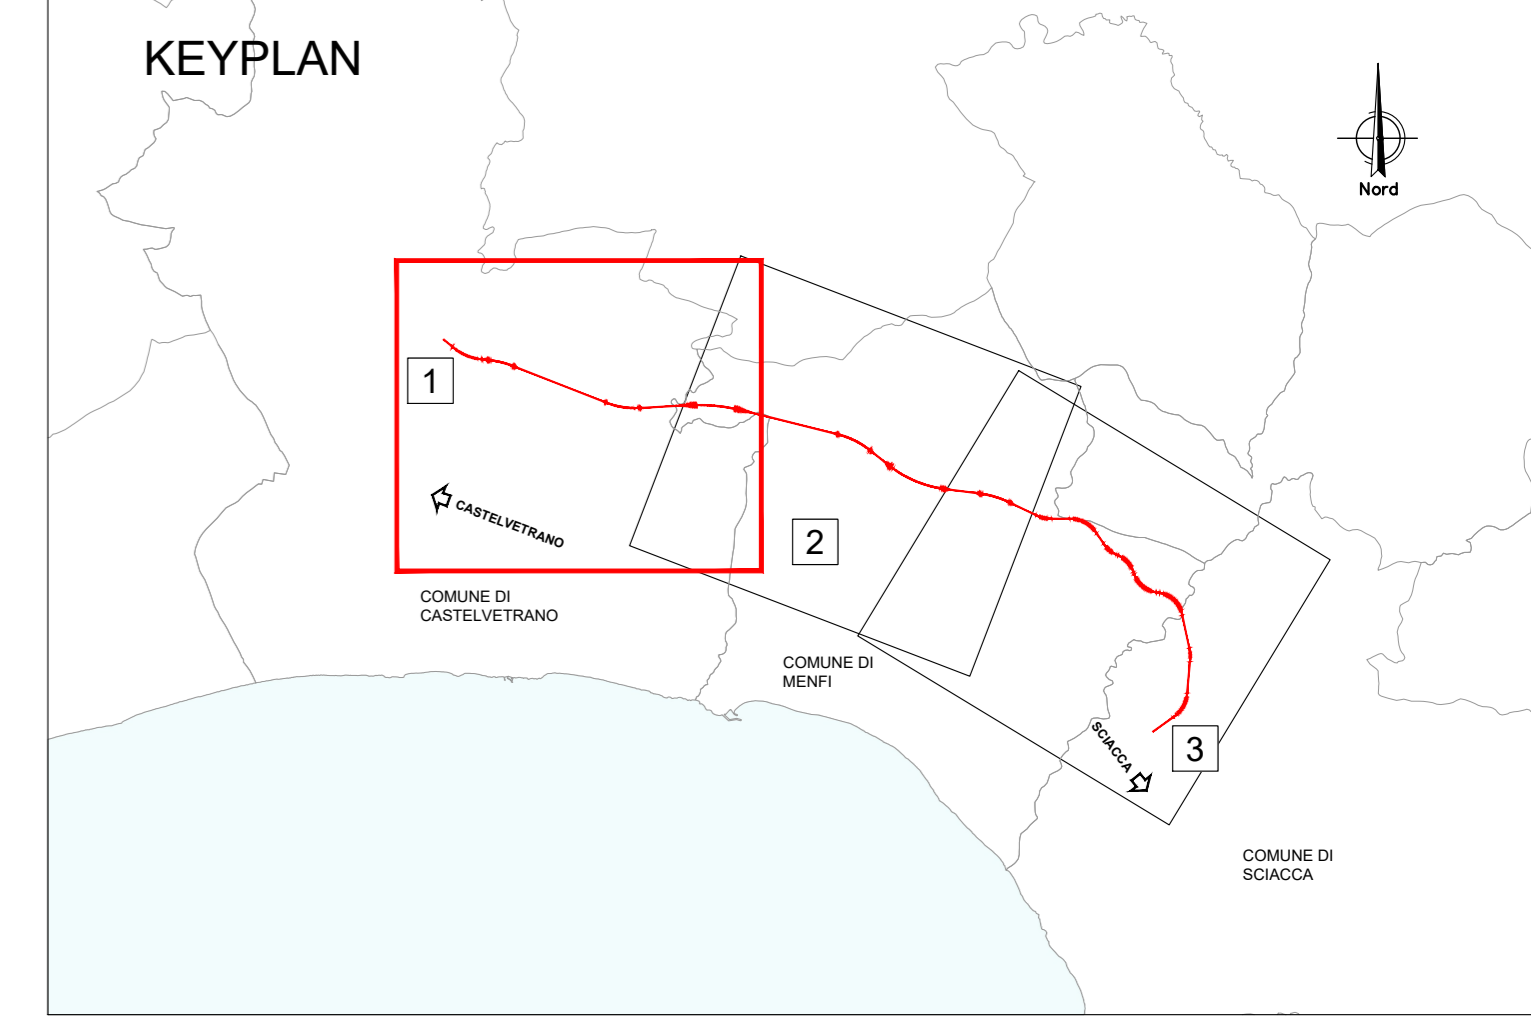 KEYPLAN
Nord
1
CASTELVETRANO
2
COMUNE DI
CASTELVETRANO
COMUNE DI
MENFI
SCIACCA
3
COMUNE DI
SCIACCA